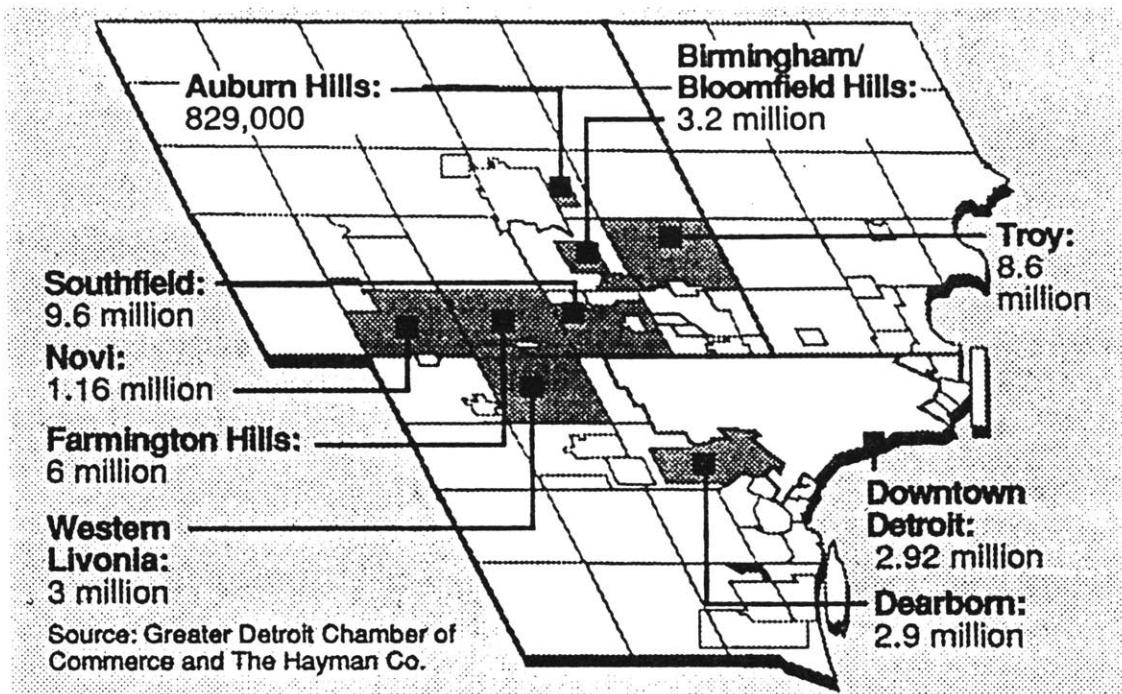 Auburn Hills:
829,000
Birmingham/
Bloomfield Hills:
3.2 million
Troy:
8.6
million
Southfield:
9.6 million
Novi:
1.16 million
Farmington Hills:
6 million
Western
Livonia:
3 million
Downtown
Detroit:
2.92 million
Dearborn:
2.9 million
Source: Greater Detroit Chamber of
Commerce and The Hayman Co.